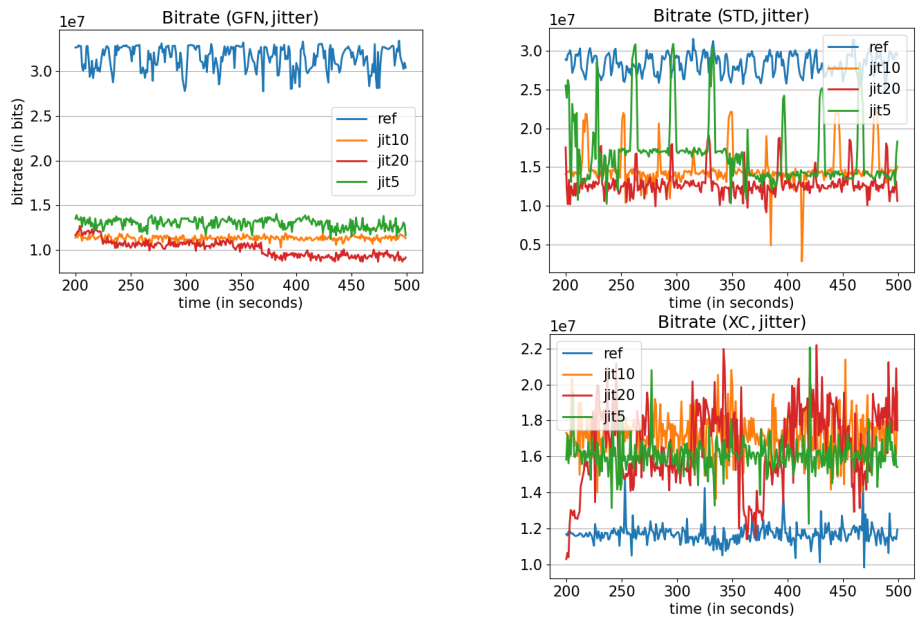 Bitrate (GFN, jitter)
1e7
3.0
2.5
2.0
1.5
1.0
bitrate (in bits)
ref
jit10
jit20
jit5
200 250 300 350 400 450 500
time (in seconds)
Bitrate (STD, jitter)
1e7
3.0
2.5
2.0
1.5
1.0
0.5
ref
jit10
jit20
jit5
200 250 300 350 400 450 500
time (in seconds)
Bitrate (XC, jitter)
1e7
2.2
2.0
1.8
1.6
1.4
1.2
1.0
ref
jit10
jit20
jit5
200 250 300 350 400 450 500
time (in seconds)